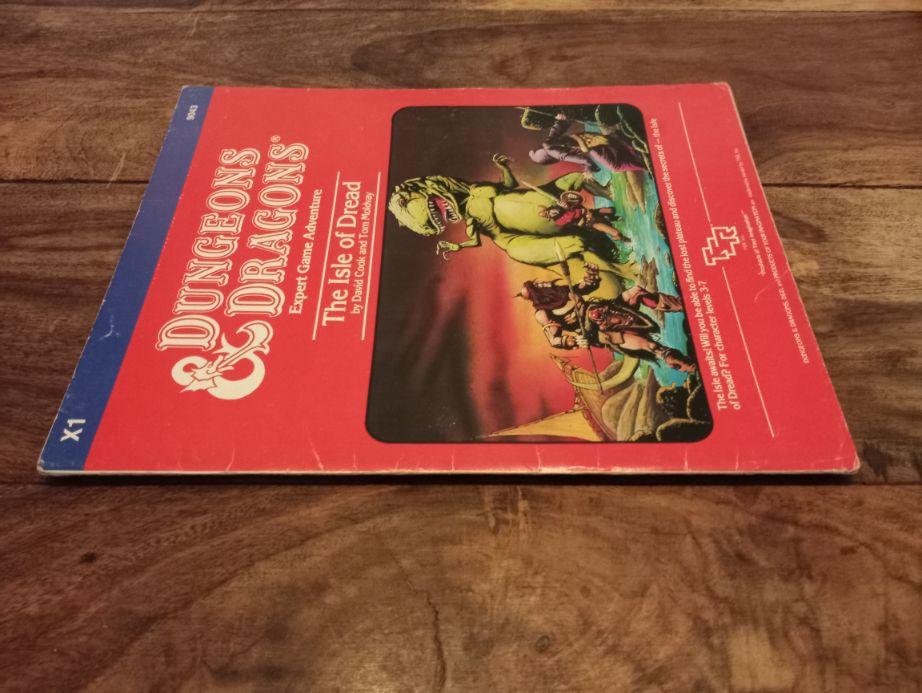 X1
9043
DUNGEONS
& DRAGONS®
Expert Game Adventure
The Isle of Dread
by David Cook and Tom Moldvay
The Isle awaits! Will you be able to find the lost plateau and discover the secrets of — the Isle
of Dread? For character levels 3-7
TSR